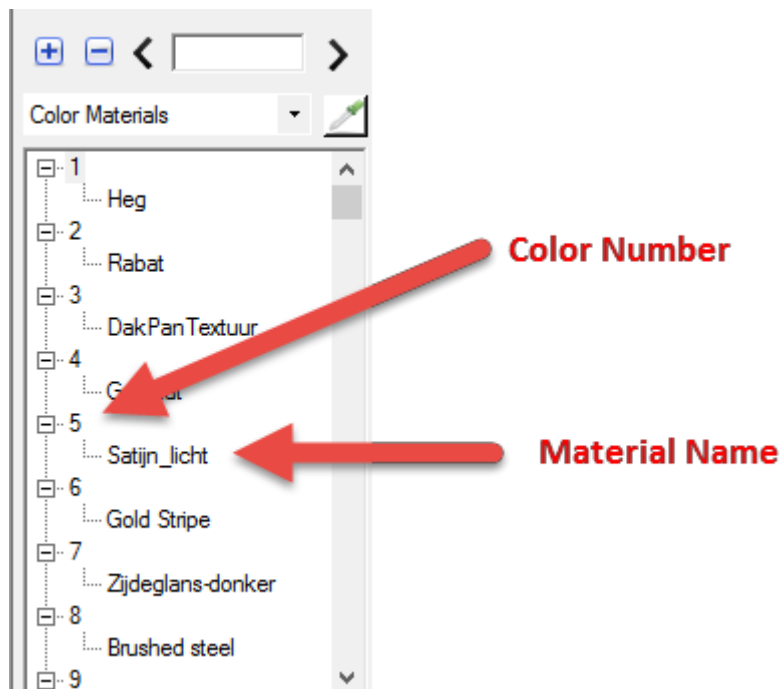 Color Materials
1
Heg
2
Rabat
Color Number
3
DakPanTextuur
4
5
Satijn_licht
Material Name
6
Gold Stripe
7
Zijdeglans-donker
8
Brushed steel
9